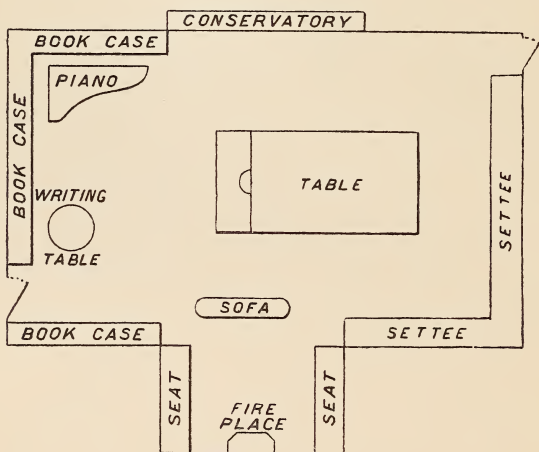 CONSERVATORY
BOOK CASE
PIANO
BOOK CASE
TABLE
SETTEE
WRITING
TABLE
SOFA
BOOK CASE
SETTEE
SEAT
SEAT
FIRE
PLACE